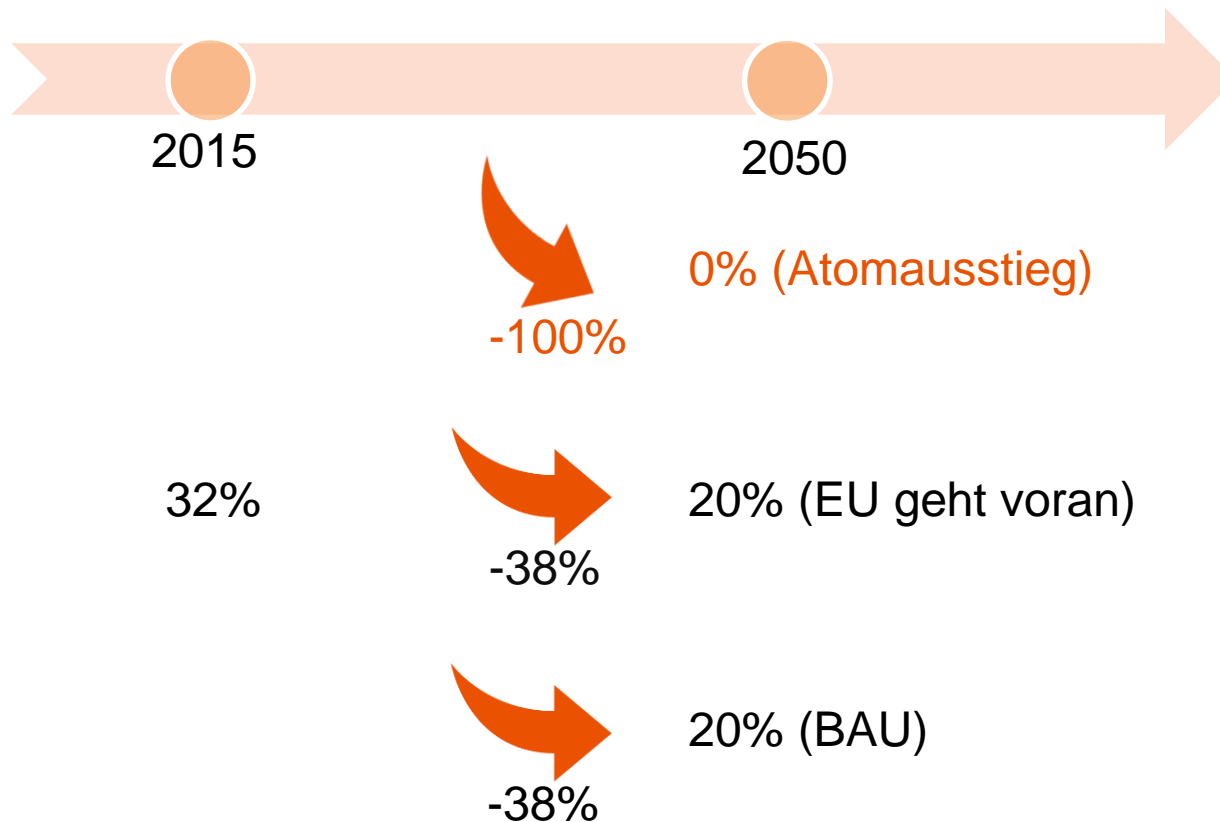 2015
2050
0% (Atomausstieg)
-100%
32%
20% (EU geht voran)
-38%
20% (BAU)
-38%